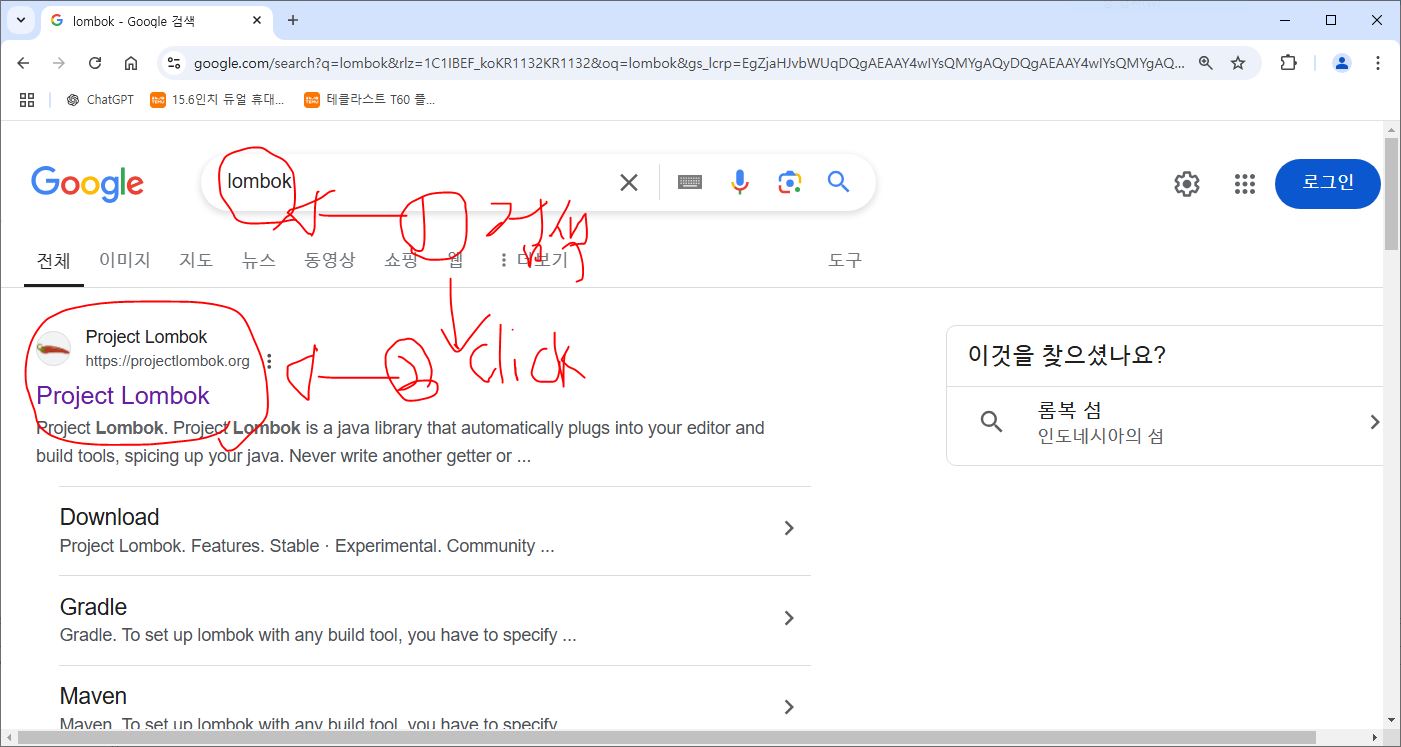 lombok - Google 검색
google.com/search?q=lombok&rlz=1C1IBEF_koKR1132KR1132&oq=lombok&gs_lcrp=EgZjaHJvbWUqDQgAEAAY4wIYsQMYgAQyDQgAEAAY4wIYsQMYgAQ...
ChatGPT 15.6인치 듀얼 휴대... 테클라스트 T60 플...
Google lombok 로그인
① 검색
전체 이미지 지도 뉴스 동영상 쇼핑 웹 더보기 도구
Project Lombok
https://projectlombok.org
② click
Project Lombok
Project Lombok. Project Lombok is a java library that automatically plugs into your editor and
build tools, spicing up your java. Never write another getter or ...
이것을 찾으셨나요?
롬복 섬
인도네시아의 섬
Download
Project Lombok. Features. Stable · Experimental. Community ...
Gradle
Gradle. To set up lombok with any build tool, you have to specify ...
Maven
Maven. To set up lombok with any build tool, you have to specify